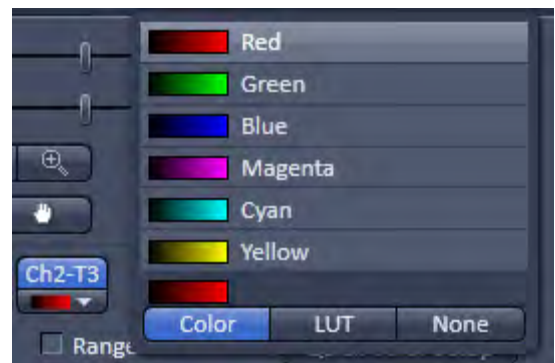 Red
Green
Blue
Magenta
Cyan
Yellow
Ch2-T3
Color LUT None
Range